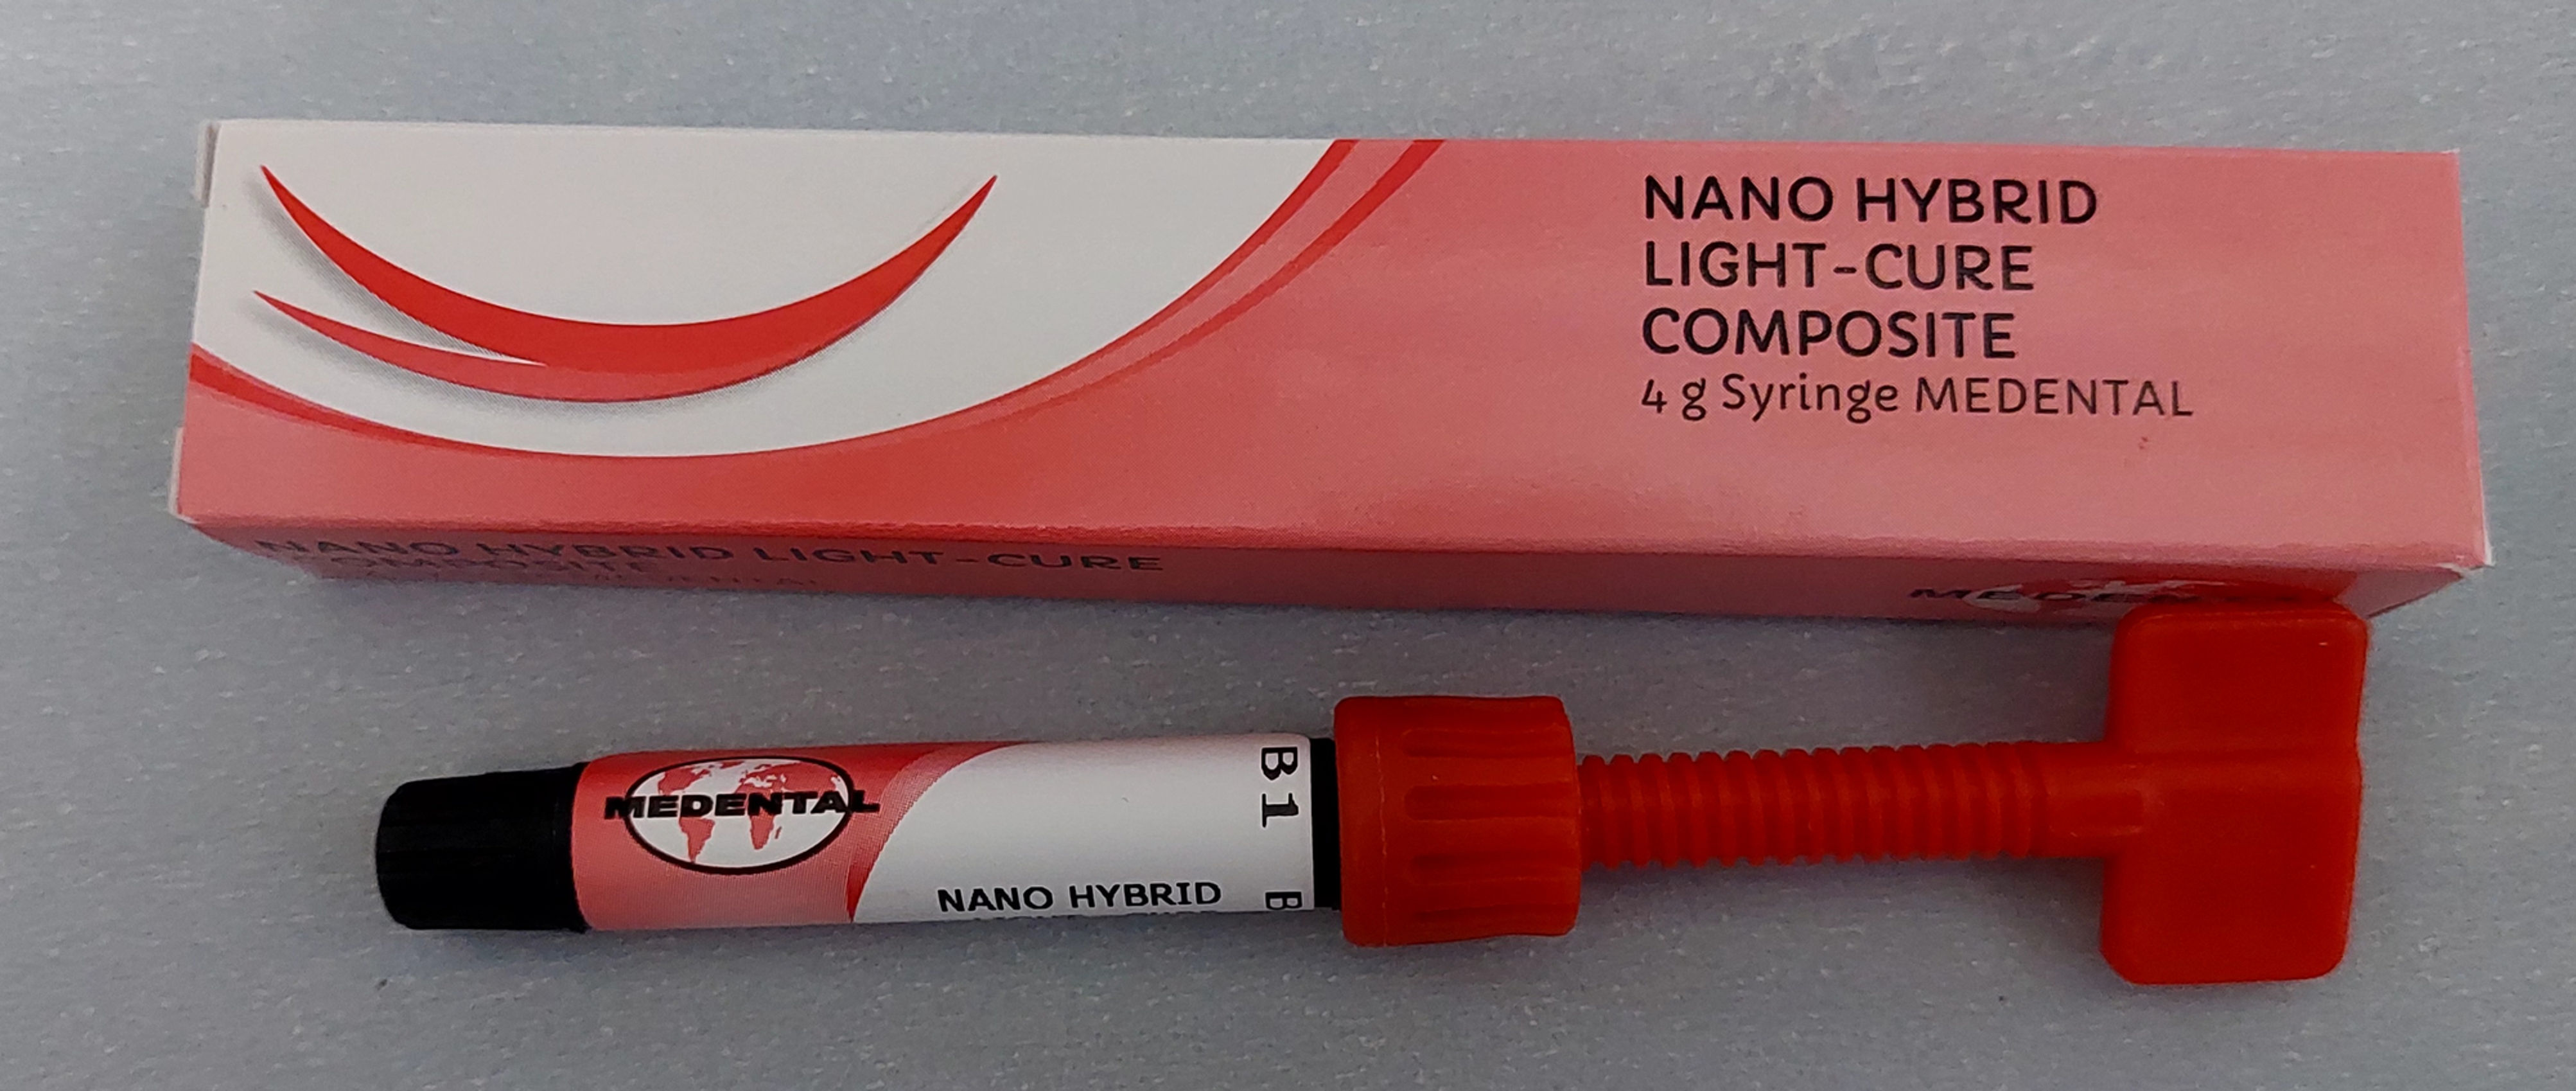 NANO HYBRID
LIGHT-CURE
COMPOSITE
4 g Syringe MEDENTAL
NANO HYBRID LIGHT-CURE
COMPOSITE
MEDENTAL
B1 B
NANO HYBRID